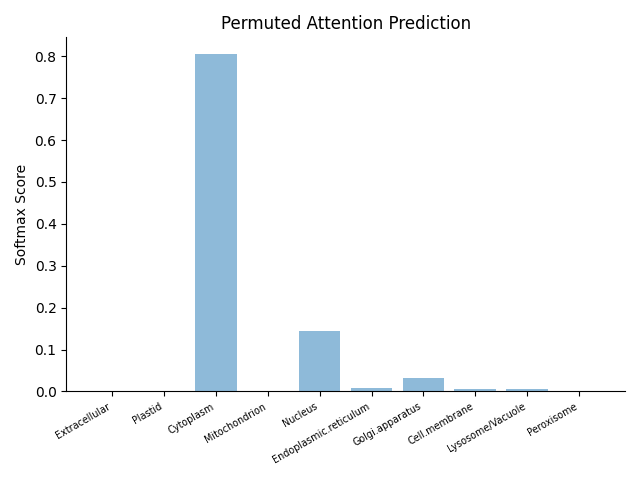 Permuted Attention Prediction
Softmax Score
0.8
0.7
0.6
0.5
0.4
0.3
0.2
0.1
0.0
Extracellular
Plastid
Cytoplasm
Mitochondrion
Nucleus
Endoplasmic.reticulum
Golgi.apparatus
Cell.membrane
Lysosome/Vacuole
Peroxisome